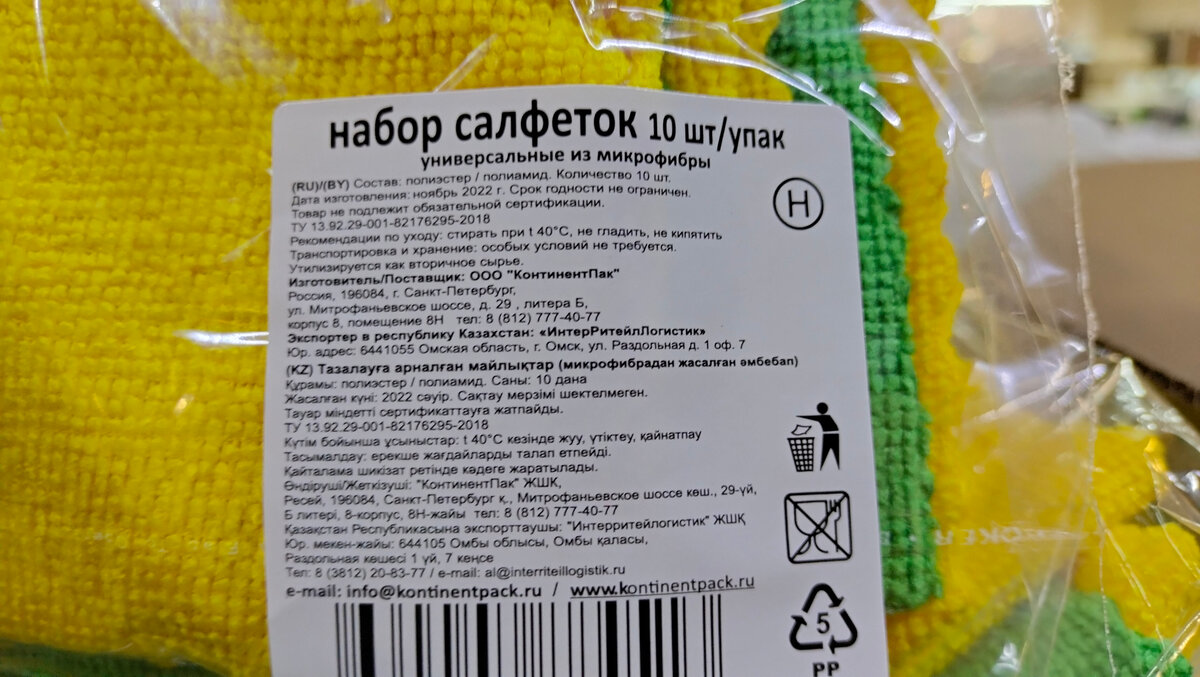 набор салфеток 10 шт/упак
универсальные из микрофибры
(RU)/(BY) Состав: полиэстер / полиамид. Количество 10 шт.
Дата изготовления: ноябрь 2022 г. Срок годности не ограничен.
Товар не подлежит обязательной сертификации.
ТУ 13.92.29-001-82176295-2018
Рекомендации по уходу: стирать при t 40°C, не гладить, не кипятить
Транспортировка и хранение: особых условий не требуется.
Утилизируется как вторичное сырье.
Изготовитель/Поставщик: ООО "КонтинентПак"
Россия, 196084, г. Санкт-Петербург,
ул. Митрофаньевское шоссе, д. 29 , литера Б,
корпус 8, помещение 8Н тел: 8 (812) 777-40-77
Экспортер в республику Казахстан: «ИнтерРитейлЛогистик»
Юр. адрес: 6441055 Омская область, г. Омск, ул. Раздольная д. 1 оф. 7
(KZ) Тазалауға арналған майлықтар (микрофибрадан жасалған әмбебап)
Құрамы: полиэстер / полиамид. Саны: 10 дана
Жасалған күні: 2022 сәуір. Сақтау мерзімі шектелмеген.
Тауар міндетті сертификаттауға жатпайды.
ТУ 13.92.29-001-82176295-2018
Күтім бойынша ұсыныстар: t 40°C кезінде жуу, үтіктеу, қайнатпау
Тасымалдау: ерекше жағдайларды талап етпейді.
Қайталама шикізат ретінде кәдеге жаратылады.
Өндіруші/Жеткізуші: "КонтинентПак" ЖШҚ,
Ресей, 196084, Санкт-Петербург қ., Митрофаньевское шоссе көш., 29-үй,
Б литері, 8-корпус, 8Н-жайы тел: 8 (812) 777-40-77
Қазақстан Республикасына экспорттаушы: "Интерритейлогистик" ЖШҚ
Юр. мекен-жайы: 644105 Омбы облысы, Омбы қаласы,
Раздольная көшесі 1 үй, 7 кеңсе
Тел: 8 (3812) 20-83-77 / e-mail: al@interriteillogistik.ru
e-mail: info@kontinentpack.ru / www.kontinentpack.ru
Н
5
PP